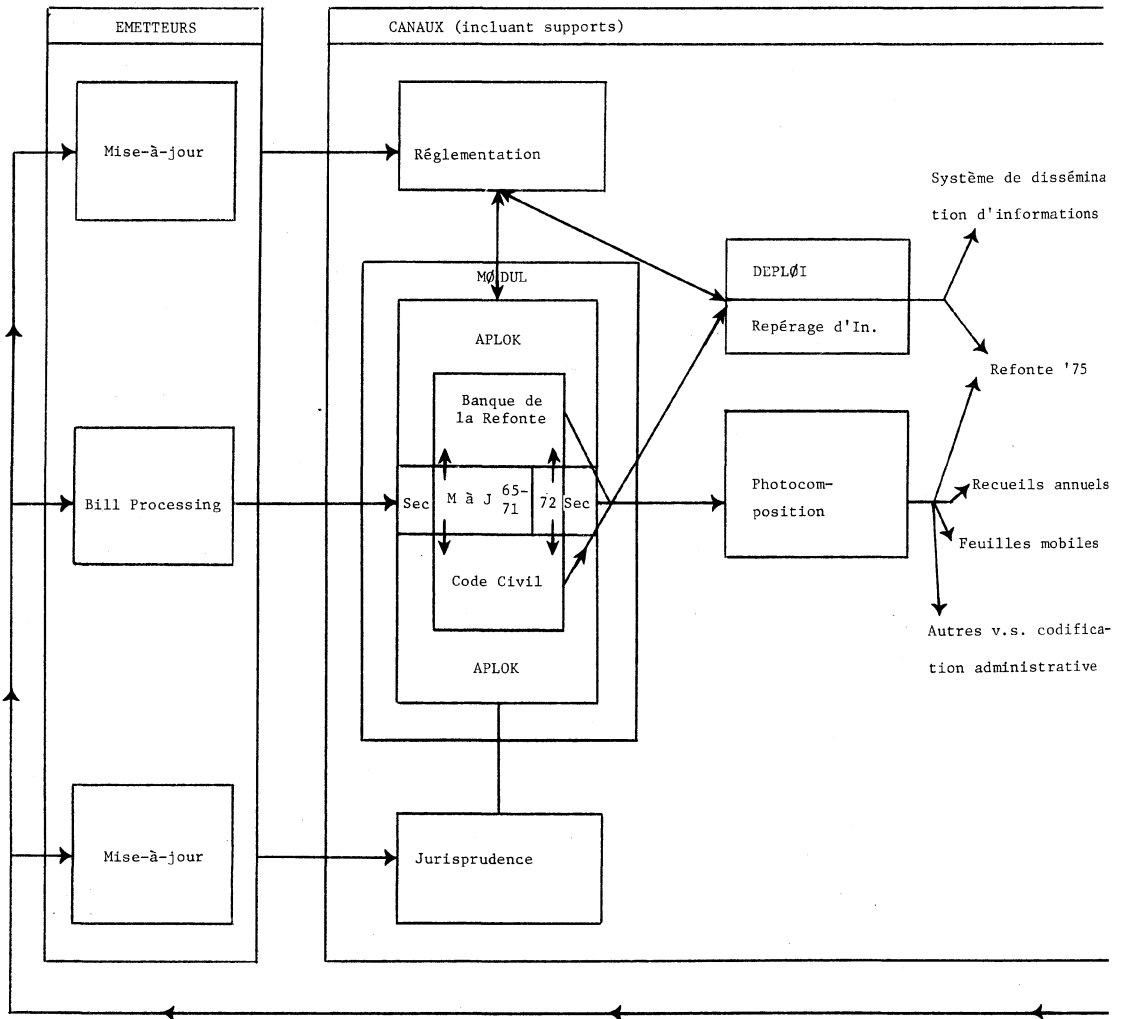 EMETTEURS
CANAUX (incluant supports)
Mise-à-jour
Réglementation
Système de dissémina
tion d'informations
MØDUL
DEPLØI
Repérage d'In.
APLOK
Refonte '75
Banque de
la Refonte
Bill Processing
Sec
M à J 65-
71
72
Sec
Photocom-
position
Recueils annuels
Feuilles mobiles
Code Civil
Autres v.s. codifica-
tion administrative
APLOK
Mise-à-jour
Jurisprudence